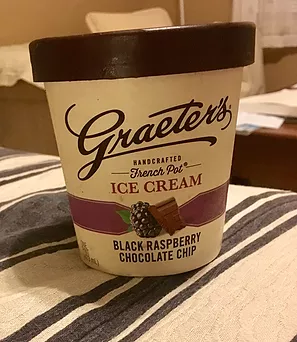 Graeter's
HANDCRAFTED
French Pot®
ICE CREAM
BLACK RASPBERRY
CHOCOLATE CHIP